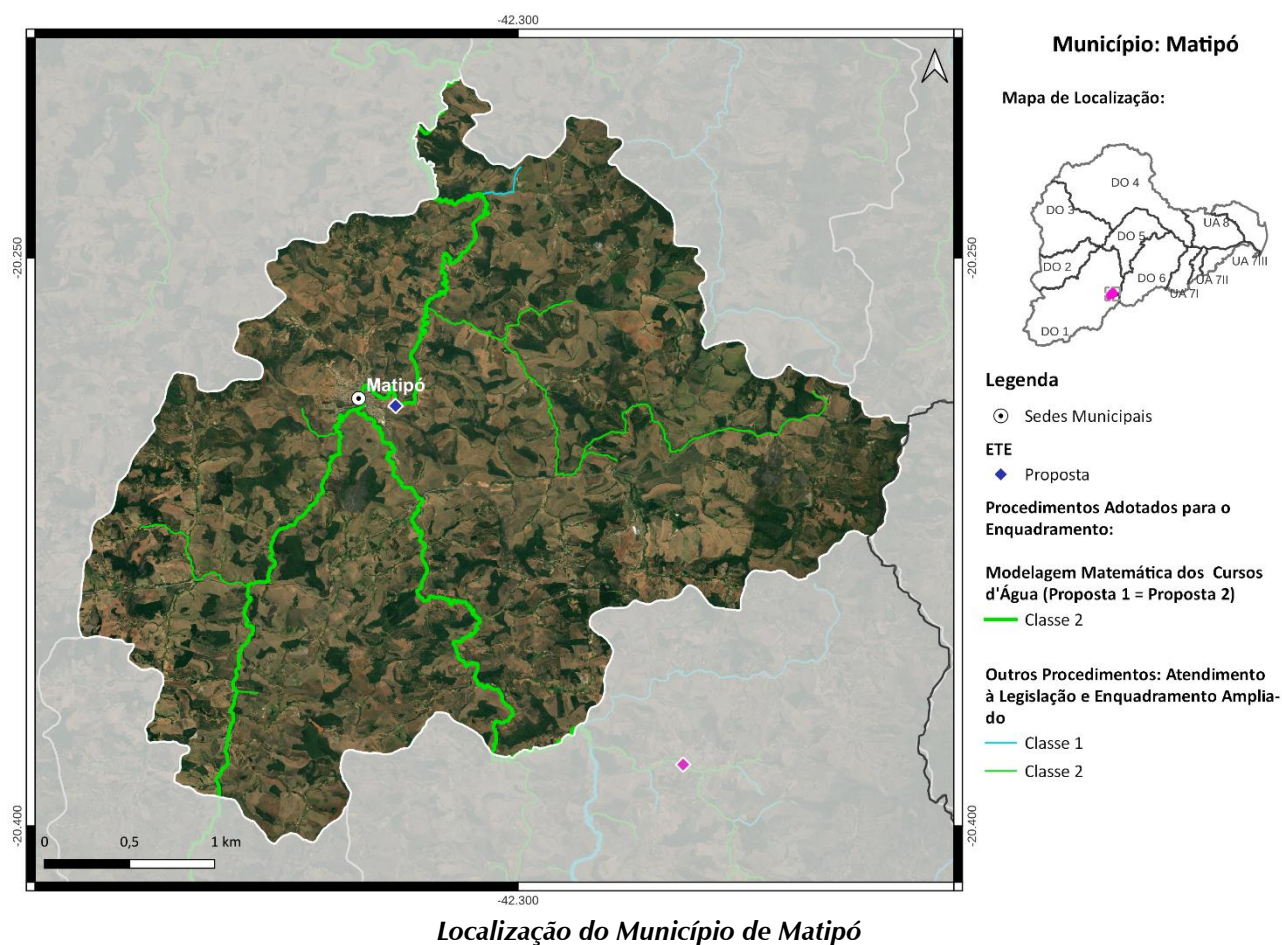 -42.300
-20.250
-20.400
Matipó
0 0,5 1 km
-42.300
-20.250
-20.400
Município: Matipó
Mapa de Localização:
DO 4
DO 3
UA 8
DO 5
DO 2
UA 7III
DO 6
UA 7II
UA 7I
DO 1
Legenda
Sedes Municipais
ETE
Proposta
Procedimentos Adotados para o
Enquadramento:
Modelagem Matemática dos Cursos
d'Água (Proposta 1 = Proposta 2)
Classe 2
Outros Procedimentos: Atendimento
à Legislação e Enquadramento Amplia-
do
Classe 1
Classe 2
Localização do Município de Matipó